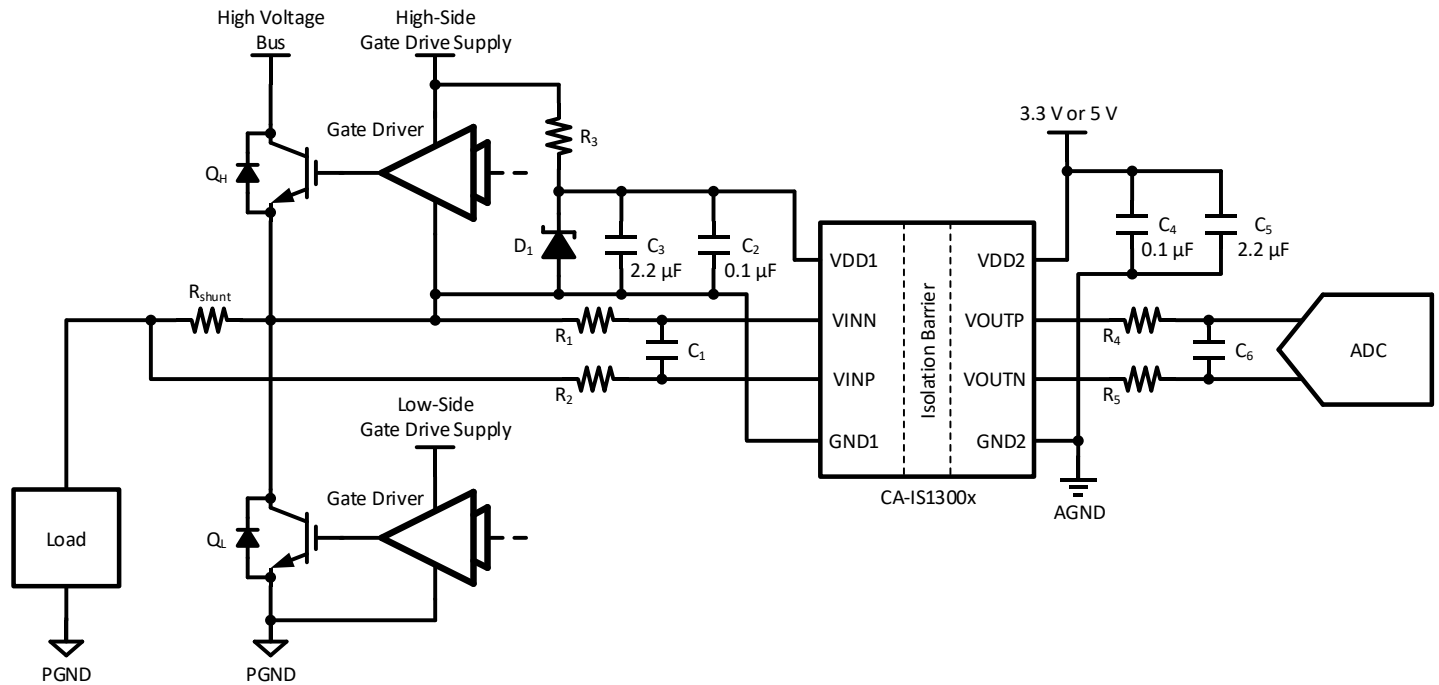 High Voltage
Bus
High-Side
Gate Drive Supply
Gate Driver
R3
3.3 V or 5 V
QH
D1
C3
2.2 µF
C2
0.1 µF
C4
0.1 µF
C5
2.2 µF
VDD1
VDD2
Rshunt
R1
VINN
VOUTP
R4
C1
Isolation Barrier
C6
ADC
R2
VINP
VOUTN
R5
Low-Side
Gate Drive Supply
GND1
GND2
Gate Driver
CA-IS1300x
AGND
Load
QL
PGND
PGND